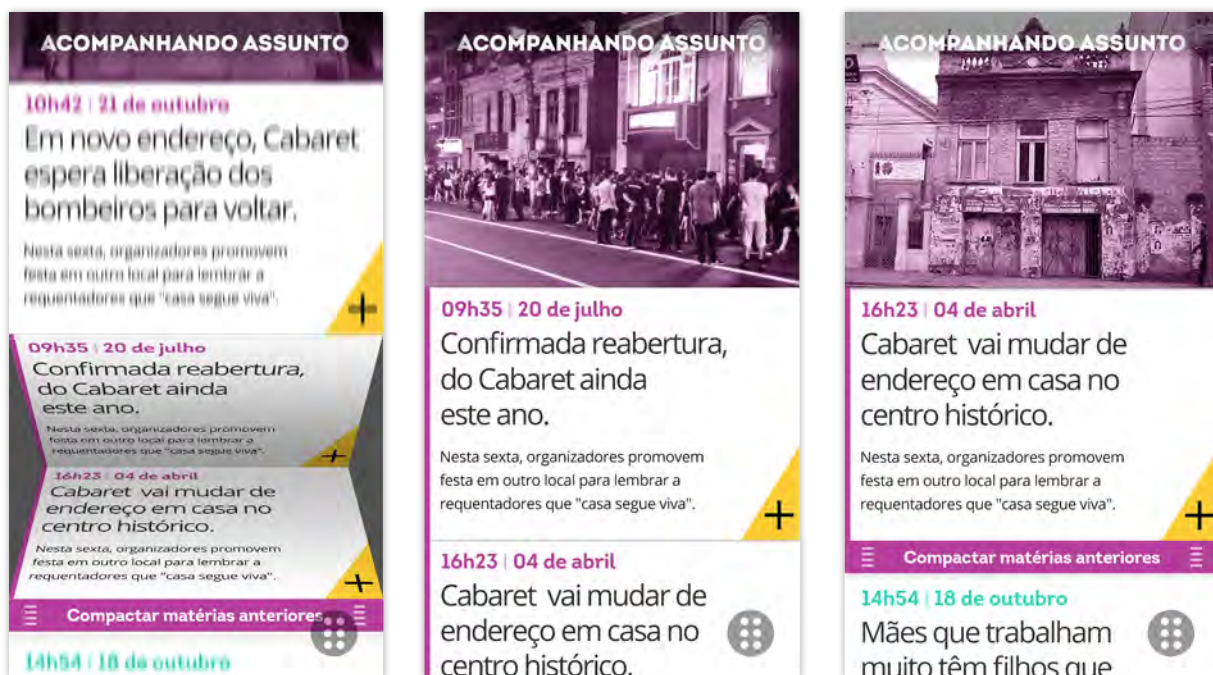 ACOMPANHANDO ASSUNTO
10h42 | 21 de outubro
Em novo endereço, Cabaret
espera liberação dos
bombeiros para voltar.
Nesta sexta, organizadores promovem
festa em outro local para lembrar a
requentadores que "casa segue viva".
+
09h35 | 20 de julho
Confirmada reabertura,
do Cabaret ainda
este ano.
Nesta sexta, organizadores promovem
festa em outro local para lembrar a
requentadores que "casa segue viva".
+
16h23 | 04 de abril
Cabaret vai mudar de
endereço em casa no
centro histórico.
Nesta sexta, organizadores promovem
festa em outro local para lembrar a
requentadores que "casa segue viva".
+
Compactar matérias anteriores
14h54 | 18 de outubro
ACOMPANHANDO ASSUNTO
09h35 | 20 de julho
Confirmada reabertura,
do Cabaret ainda
este ano.
Nesta sexta, organizadores promovem
festa em outro local para lembrar a
requentadores que "casa segue viva".
+
16h23 | 04 de abril
Cabaret vai mudar de
endereço em casa no
centro histórico.
ACOMPANHANDO ASSUNTO
16h23 | 04 de abril
Cabaret vai mudar de
endereço em casa no
centro histórico.
Nesta sexta, organizadores promovem
festa em outro local para lembrar a
requentadores que "casa segue viva".
+
Compactar matérias anteriores
14h54 | 18 de outubro
Mães que trabalham
muito têm filhos que